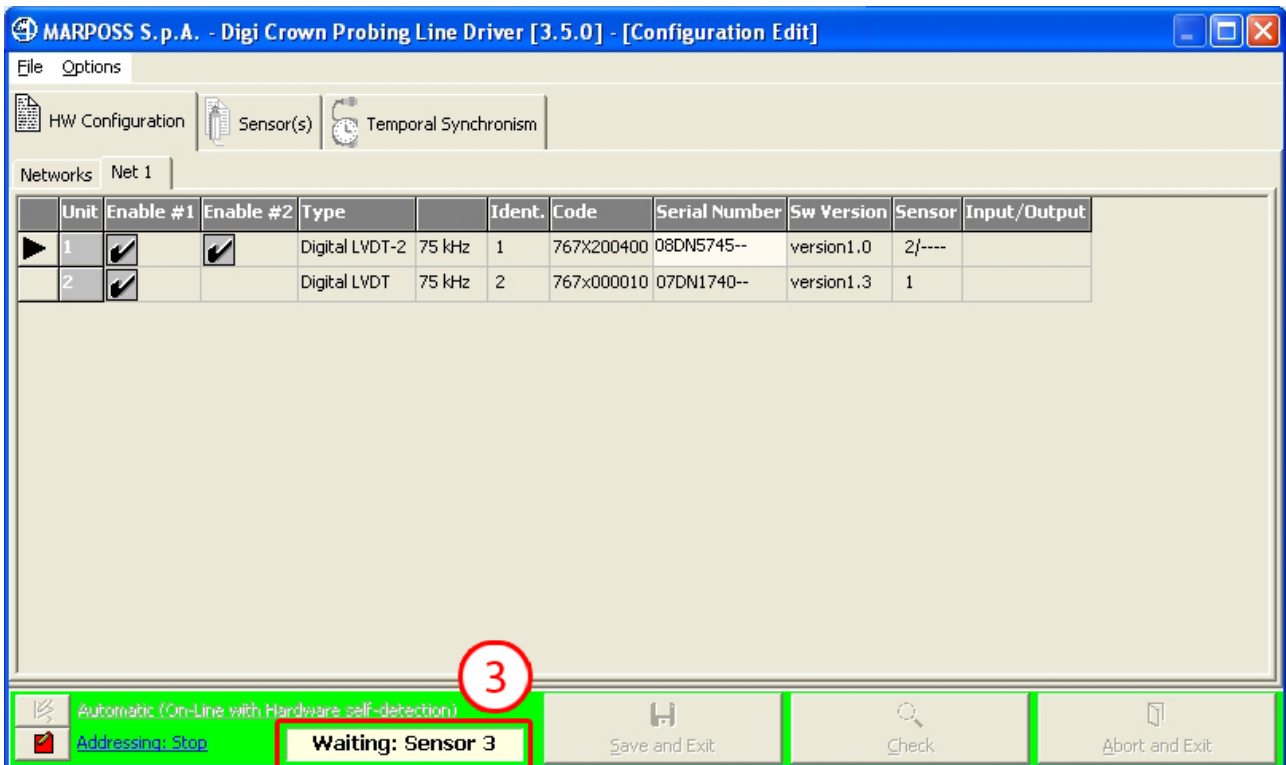 MARPOSS S.p.A. - Digi Crown Probing Line Driver [3.5.0] - [Configuration Edit]
File Options
HW Configuration Sensor(s) Temporal Synchronism
Networks Net 1
Unit Enable #1 Enable #2 Type Ident. Code Serial Number Sw Version Sensor Input/Output
1 Digital LVDT-2 75 kHz 1 767X200400 08DN5745-- version1.0 2/----
2 Digital LVDT 75 kHz 2 767x000010 07DN1740-- version1.3 1
3
Automatic (On-Line with Hardware self-detection)
Addressing: Stop Waiting: Sensor 3 Save and Exit Check Abort and Exit